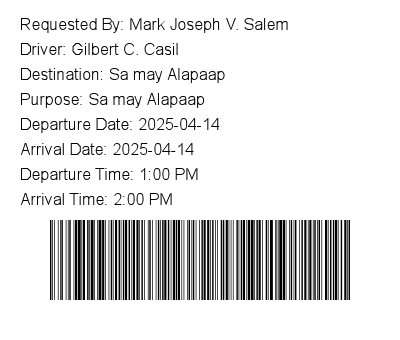 Requested By: Mark Joseph V. Salem
Driver: Gilbert C. Casil
Destination: Sa may Alapaap
Purpose: Sa may Alapaap
Departure Date: 2025-04-14
Arrival Date: 2025-04-14
Departure Time: 1:00 PM
Arrival Time: 2:00 PM